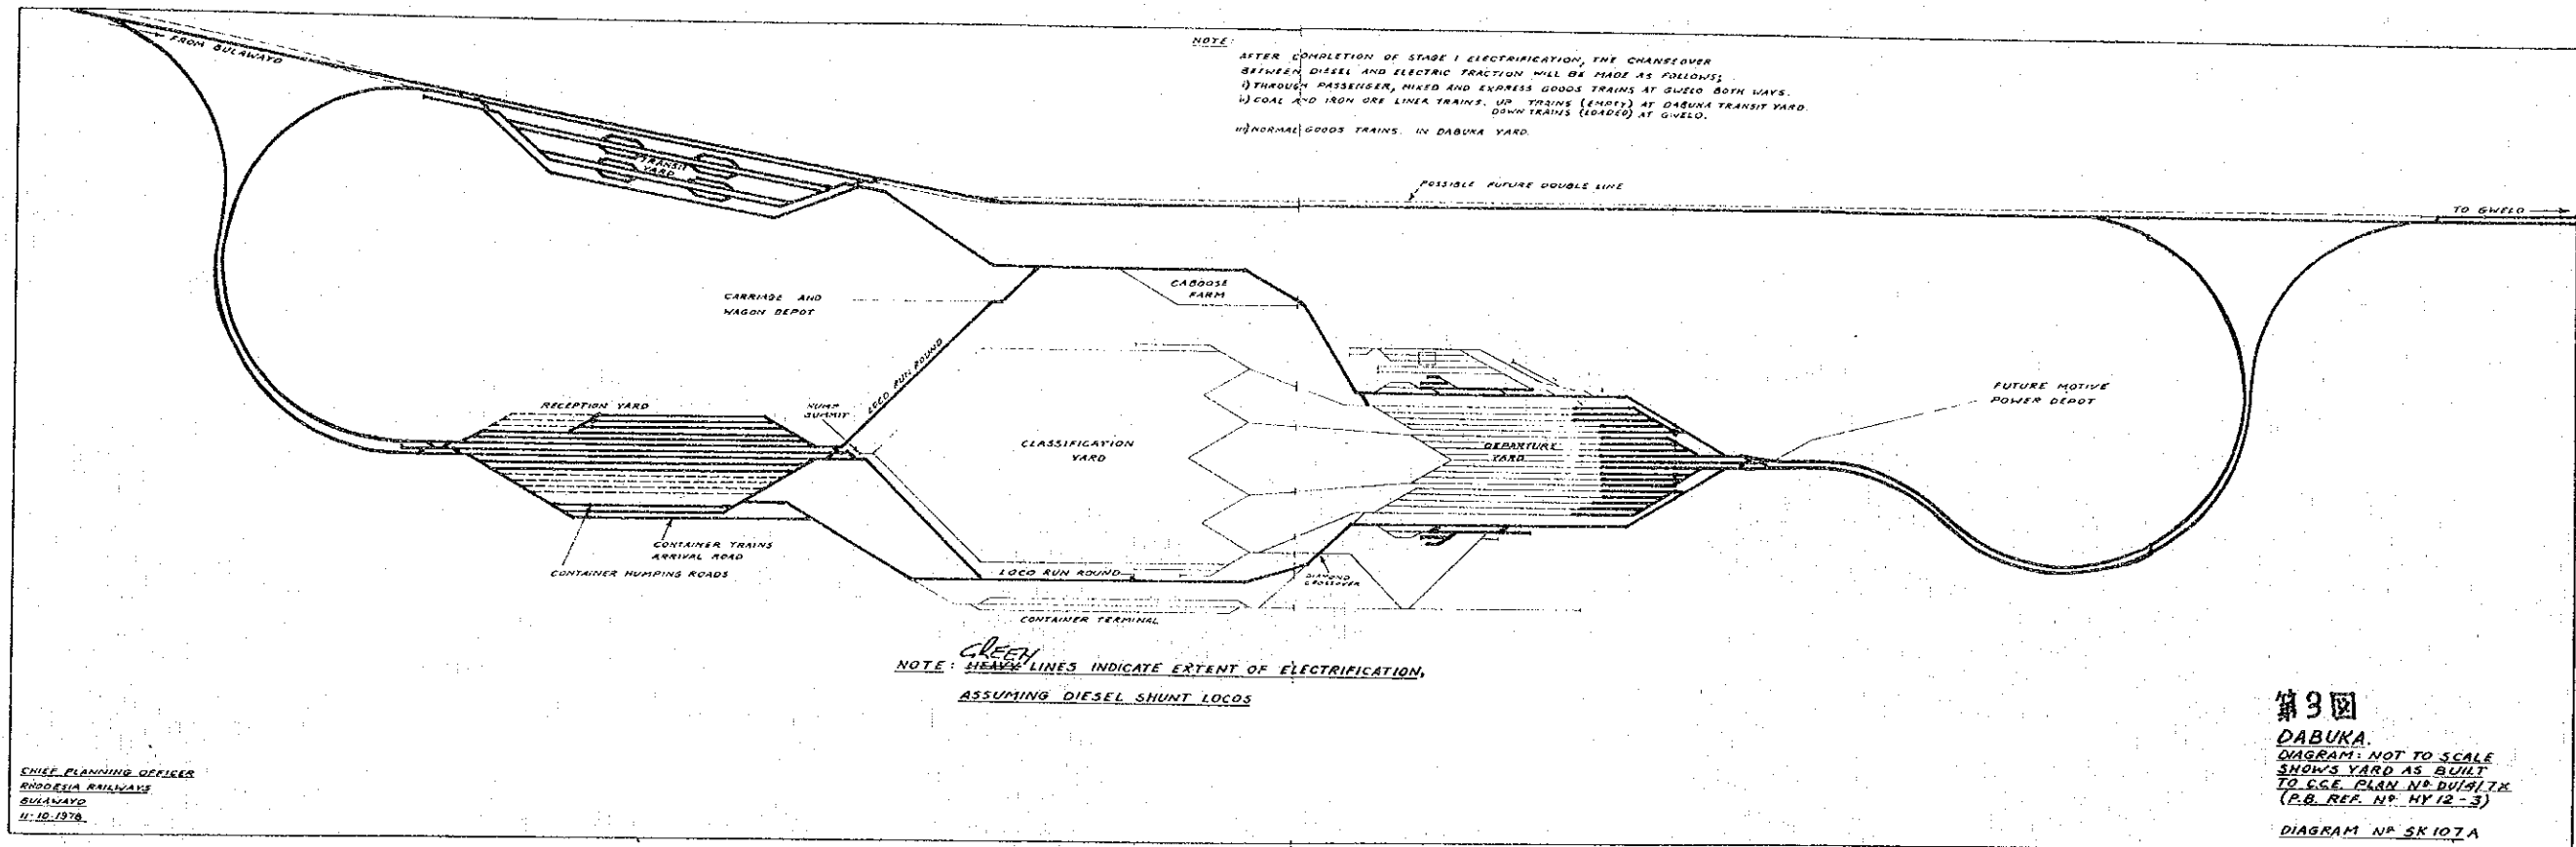 FROM BULAWAYO
NOTE:
AFTER COMPLETION OF STAGE I ELECTRIFICATION, THE CHANGEOVER
BETWEEN DIESEL AND ELECTRIC TRACTION WILL BE MADE AS FOLLOWS;
i) THROUGH PASSENGER, MIXED AND EXPRESS GOODS TRAINS AT GWELO BOTH WAYS.
ii) COAL AND IRON ORE LINER TRAINS. UP TRAINS (EMPTY) AT DABUKA TRANSIT YARD.
DOWN TRAINS (LOADED) AT GWELO.
iii) NORMAL GOODS TRAINS. IN DABUKA YARD.
TRANSIT
YARD
POSSIBLE FUTURE DOUBLE LINE
TO GWELO
CARRIAGE AND
WAGON DEPOT
CABOOSE
FARM
LOCO RUN ROUND
RECEPTION YARD
HUMP
SUMMIT
CLASSIFICATION
YARD
DEPARTURE
YARD
FUTURE MOTIVE
POWER DEPOT
CONTAINER TRAINS
ARRIVAL ROAD
CONTAINER HUMPING ROADS
LOCO RUN ROUND
DIAMOND
CROSSOVER
CONTAINER TERMINAL
GREEN
NOTE: HEAVY LINES INDICATE EXTENT OF ELECTRIFICATION,
ASSUMING DIESEL SHUNT LOCOS
第3図
DABUKA.
DIAGRAM: NOT TO SCALE
SHOWS YARD AS BUILT
TO C.C.E. PLAN Nº
(P.B. REF. Nº HY 12-3)
DIAGRAM Nº SK 107A
CHIEF PLANNING OFFICER
RHODESIA RAILWAYS
BULAWAYO
11-10-1978